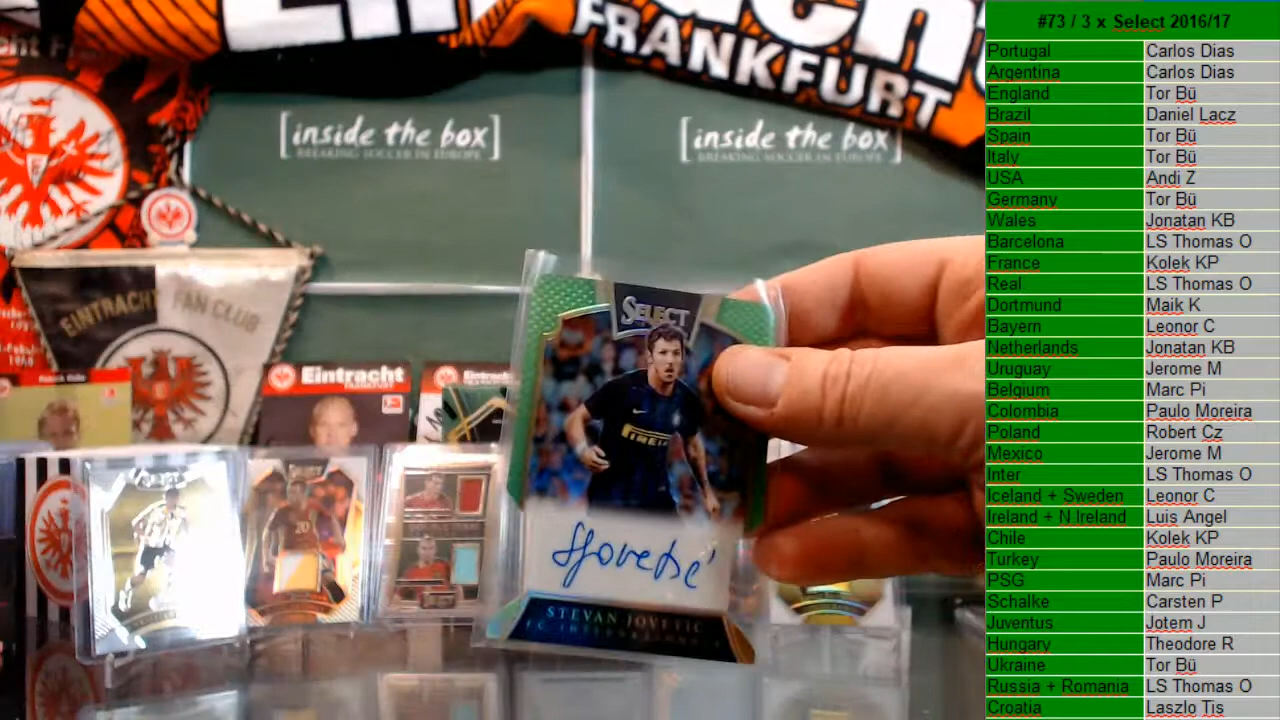 FRANKFURT
[inside the box]
BREAKING SOCCER IN EUROPE
[inside the box]
BREAKING SOCCER IN EUROPE
EINTRACHT FAN CLUB
Eintracht
FRANKFURT
SELECT
PIRELLI
SJovetić
STEVAN JOVETIC
#73 / 3 x Select 2016/17
Portugal Carlos Dias
Argentina Carlos Dias
England Tor Bü
Brazil Daniel Lacz
Spain Tor Bü
Italy Tor Bü
USA Andi Z
Germany Tor Bü
Wales Jonatan KB
Barcelona LS Thomas O
France Kolek KP
Real LS Thomas O
Dortmund Maik K
Bayern Leonor C
Netherlands Jonatan KB
Uruguay Jerome M
Belgium Marc Pi
Colombia Paulo Moreira
Poland Robert Cz
Mexico Jerome M
Inter LS Thomas O
Iceland + Sweden Leonor C
Ireland + N.Ireland Luis Angel
Chile Kolek KP
Turkey Paulo Moreira
PSG Marc Pi
Schalke Carsten P
Juventus Jotem J
Hungary Theodore R
Ukraine Tor Bü
Russia + Romania LS Thomas O
Croatia Laszlo Tis